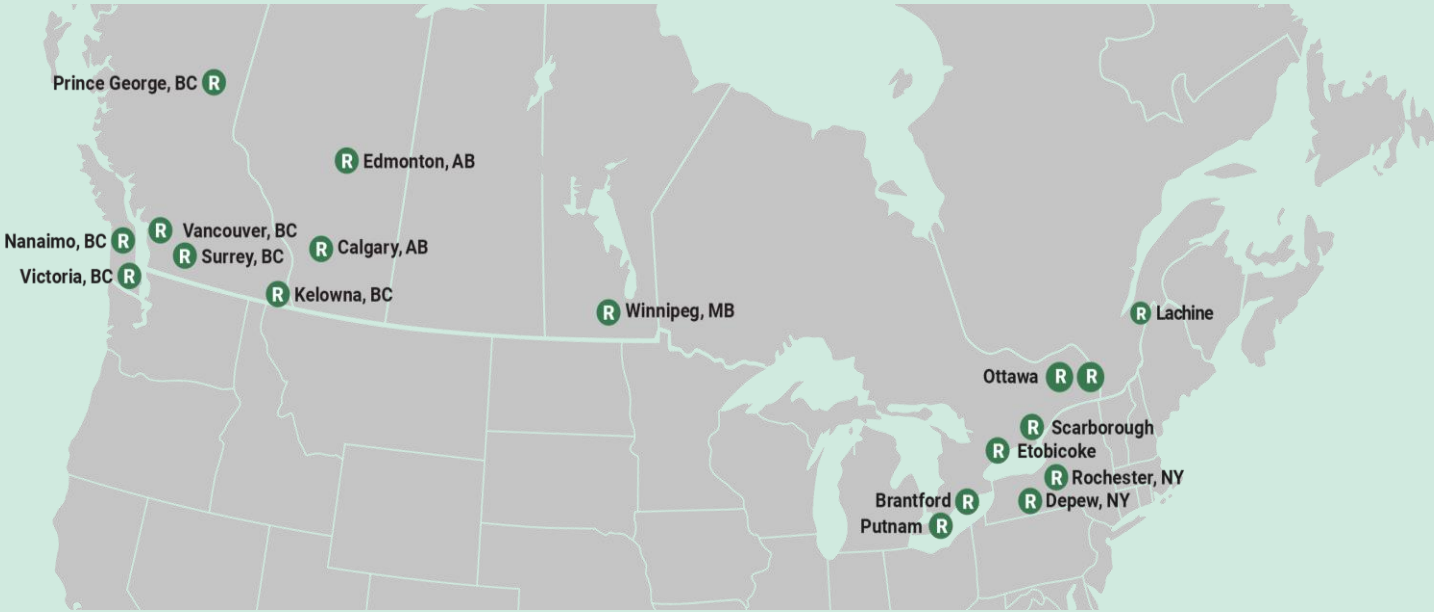 Prince George, BC R
R Edmonton, AB
Nanaimo, BC R
R Vancouver, BC
R Surrey, BC
R Calgary, AB
Victoria, BC R
R Kelowna, BC
R Winnipeg, MB
R Lachine
Ottawa R R
R Scarborough
R Etobicoke
R Rochester, NY
Brantford R
R Depew, NY
Putnam R